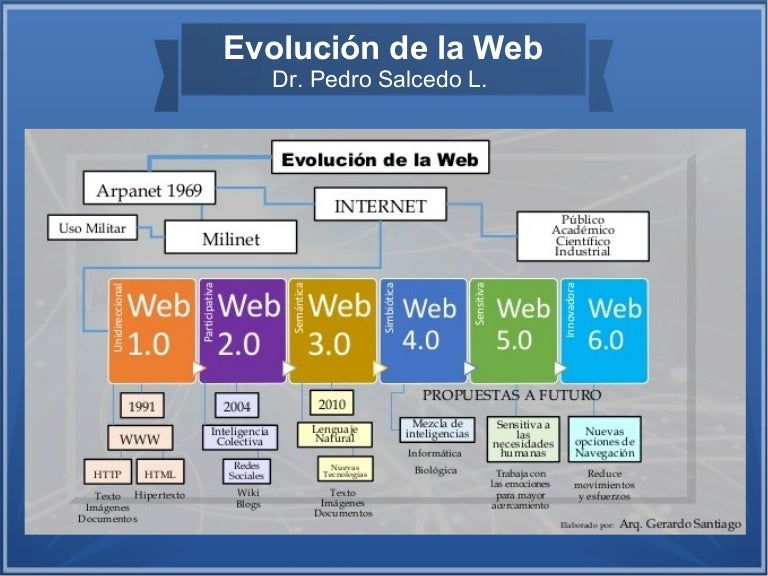 Evolución de la Web
Dr. Pedro Salcedo L.
Evolución de la Web
Arpanet 1969
INTERNET
Uso Militar
Milinet
Público
Académico
Científico
Industrial
Unidireccional
Web
1.0
Participativa
Web
2.0
Semántica
Web
3.0
Simbiótica
Web
4.0
Sensitiva
Web
5.0
Innovadora
Web
6.0
PROPUESTAS A FUTURO
1991
WWW
HTTP
HTML
Texto
Imágenes
Documentos
Hipertexto
2004
Inteligencia
Colectiva
Redes
Sociales
Wiki
Blogs
2010
Lenguaje
Natural
Nuevas
Tecnologías
Texto
Imágenes
Documentos
Mezcla de
inteligencias
Informática
Biológica
Sensitiva a
las
necesidades
humanas
Trabaja con
las emociones
para mayor
acercamiento
Nuevas
opciones de
Navegación
Reduce
movimientos
y esfuerzos
Elaborado por: Arq. Gerardo Santiago